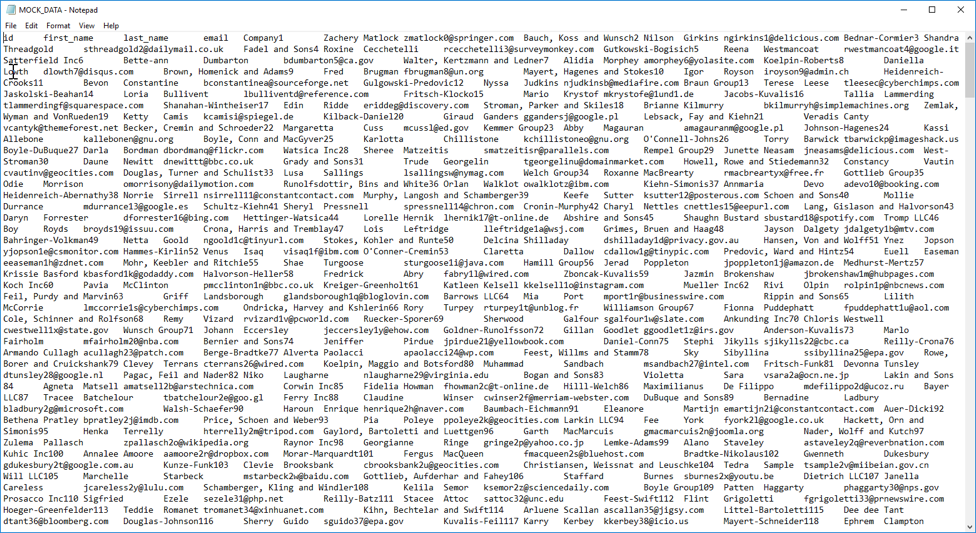 MOCK_DATA - Notepad
File Edit Format View Help
id first_name last_name email Company1 Zachery Matlock zmatlock0@springer.com Bauch, Koss and Wunsch2 Nilson Girkins ngirkins1@delicious.com Bednar-Cormier3 Shandra
Threadgold sthreadgold2@dailymail.co.uk Fadel and Sons4 Roxine Cecchetelli rcecchetelli3@surveymonkey.com Gutkowski-Bogisich5 Reena Westmancoat rwestmancoat4@google.it
Satterfield Inc6 Bette-ann Dumbarton bdumbarton5@ca.gov Walter, Kertzmann and Ledner7 Alidia Morphey amorphey6@yolasite.com Koelpin-Roberts8 Daniella
Lowth dlowth7@disqus.com Brown, Homenick and Adams9 Fred Brugman fbrugman8@un.org Mayert, Hagenes and Stokes10 Igor Royson iroyson9@admin.ch Heidenreich-
Crooks11 Bevon Constantine bconstantinea@sourceforge.net Gulgowski-Predovic12 Nyssa Judkins njudkinsb@mediafire.com Braun Group13 Terese Leese tleesec@cyberchimps.com
Jaskolski-Beahan14 Loria Bullivent lbulliventd@reference.com Fritsch-Klocko15 Mario Krystof mkrystofe@lund1.de Jacobs-Kuvalis16 Tallia Lammerding
tlammerdingf@squarespace.com Shanahan-Wintheiser17 Edin Ridde eriddeg@discovery.com Stroman, Parker and Skiles18 Brianne Kilmurry bkilmurryh@simplemachines.org Zemlak,
Wyman and VonRueden19 Ketty Camis kcamisi@spiegel.de Kilback-Daniel20 Giraud Ganders ggandersj@google.pl Lebsack, Fay and Kiehn21 Veradis Canty
vcantyk@themeforest.net Becker, Cremin and Schroeder22 Margaretta Cuss mcussl@ed.gov Kemmer Group23 Abby Magauran amagauranm@google.pl Johnson-Hagenes24 Kassi
Allebone kallebonen@gnu.org Boyle, Conn and MacGyver25 Karlotta Chillistone kchillistoneo@gnu.org O'Connell-Johns26 Torry Barwick tbarwickp@imageshack.us
Boyle-DuBuque27 Darla Bordman dbordmanq@flickr.com Watsica Inc28 Sheree Matzeitis smatzeitisr@parallels.com Rempel Group29 Junette Neasam jneasams@delicious.com West-
Stroman30 Daune Newitt dnewittt@bbc.co.uk Grady and Sons31 Trude Georgelin tgeorgelinu@domainmarket.com Howell, Rowe and Stiedemann32 Constancy Vautin
cvautinv@geocities.com Douglas, Turner and Schulist33 Lusa Sallings lsallingsw@nymag.com Welch Group34 Roxanne MacBrearty rmacbreartyx@free.fr Gottlieb Group35
Odie Morrison omorrisony@dailymotion.com Runolfsdottir, Bins and White36 Orlan Walklot owalklotz@ibm.com Kiehn-Simonis37 Annmaria Devo adevo10@booking.com
Heidenreich-Abernathy38 Norrie Sirrell nsirrell11@constantcontact.com Murphy, Langosh and Schamberger39 Keefe Sutter ksutter12@posterous.com Schoen and Sons40 Mollie
Durrance mdurrance13@google.es Schultz-Kiehn41 Sheryl Pressnell spressnell14@chron.com Cronin-Murphy42 Charyl Nettles cnettles15@people.com Lang, Gislason and Halvorson43
Daryn Forrester dforrester16@bing.com Hettinger-Watsica44 Lorelle Hernik lhernik17@t-online.de Abshire and Sons45 Shaughn Bustard sbustard18@spotify.com Tromp LLC46
Boy Royds broyds19@issuu.com Crona, Harris and Tremblay47 Lois Leftridge lleftridge1a@wsj.com Grimes, Bruen and Haag48 Jayson Dalgety jdalgety1b@mtv.com
Bahringer-Volkman49 Netta Goold ngoold1c@tinyurl.com Stokes, Kohler and Runte50 Delcina Shilladay dshilladay1d@privacy.gov.au Hansen, Von and Wolff51 Ynez Jopson
yjopson1e@csmonitor.com Hammes-Kirlin52 Venus Isaq visaq1f@ibm.com O'Conner-Cremin53 Claretta Dallow cdallow1g@tinypic.com Predovic, Ward and Hintz54 Euell Easeman
eeaseman1h@zdnet.com Mohr, Keebler and Ritchie55 Shae Turgoose sturgoose1i@java.com Hamill Group56 Jerad Poppleton jpoppleton1j@amazon.de Medhurst-Mertz57
Krissie Basford kbasford1k@godaddy.com Halvorson-Heller58 Fredrick Abry fabry1l@wired.com Zboncak-Kuvalis59 Jazmin Brokenshaw jbrokenshaw1m@hubpages.com
Koch Inc60 Pavia McClinton pmcclinton1n@bbc.co.uk Kreiger-Greenholt61 Katleen Kelsell kkelsell1o@instagram.com Mueller Inc62 Rivi Olpin rolpin1p@nbcnews.com
Feil, Purdy and Marvin63 Griff Landsborough glandsborough1q@bloglovin.com Barrows LLC64 Mia Port mport1r@businesswire.com Rippin and Sons65 Lilith
McCorrie lmccorrie1s@cyberchimps.com Ondricka, Harvey and Kshlerin66 Rory Turpey rturpey1t@unblog.fr Williamson Group67 Fionna Puddephatt fpuddephatt1u@aol.com
Cole, Schinner and Rolfson68 Remy Vizard rvizard1v@pcworld.com Ruecker-Sporer69 Sherwood Galfour sgalfour1w@slate.com Ankunding Inc70 Chloris Westwell
cwestwell1x@state.gov Wunsch Group71 Johann Eccersley jeccersley1y@ehow.com Goldner-Runolfsson72 Gillan Goodlet ggoodlet1z@irs.gov Anderson-Kuvalis73 Marlo
Fairholm mfairholm20@nba.com Bernier and Sons74 Jeniffer Pirdue jpirdue21@yellowbook.com Daniel-Conn75 Stephi Jikylls sjikylls22@cbc.ca Reilly-Crona76
Armando Cullagh acullagh23@patch.com Berge-Bradtke77 Alverta Paolacci apaolacci24@wp.com Feest, Willms and Stamm78 Sky Sibyllina ssibyllina25@epa.gov Rowe,
Borer and Cruickshank79 Clevey Terrans cterrans26@wired.com Koelpin, Maggio and Botsford80 Muhammad Sandbach msandbach27@intel.com Fritsch-Funk81 Devonna Tunsley
dtunsley28@google.nl Pagac, Feil and Nader82 Niko Laugharne nlaugharne29@virginia.edu Bogan and Sons83 Violetta Sara vsara2a@ocn.ne.jp Lakin and Sons
84 Agneta Matsell amatsell2b@arstechnica.com Corwin Inc85 Fidelia Howman fhowman2c@t-online.de Hilll-Welch86 Maximilianus De Filippo mdefilippo2d@ucoz.ru Bayer
LLC87 Tracee Batchelour tbatchelour2e@goo.gl Ferry Inc88 Claudine Winser cwinser2f@merriam-webster.com DuBuque and Sons89 Bernadine Ladbury
bladbury2g@microsoft.com Walsh-Schaefer90 Haroun Enrique henrique2h@naver.com Baumbach-Eichmann91 Eleanore Martijn emartijn2i@constantcontact.com Auer-Dicki92
Bethena Pratley bpratley2j@imdb.com Price, Schoen and Weber93 Pia Poleye ppoleye2k@geocities.com Larkin LLC94 Fee York fyork2l@google.co.uk Hackett, Orn and
Simonis95 Henka Terrelly hterrelly2m@tripod.com Gaylord, Bartoletti and Luettgen96 Garth MacMarcuis gmacmarcuis2n@joomla.org Nader, Wolff and Kutch97
Zulema Pallasch zpallasch2o@wikipedia.org Raynor Inc98 Georgianne Ringe gringe2p@yahoo.co.jp Lemke-Adams99 Alano Staveley astaveley2q@reverbnation.com
Kuhic Inc100 Annalee Amoore aamoore2r@dropbox.com Morar-Marquardt101 Fergus MacQueen fmacqueen2s@bluehost.com Bradtke-Nikolaus102 Gwenneth Dukesbury
gdukesbury2t@google.com.au Kunze-Funk103 Clevie Brooksbank cbrooksbank2u@geocities.com Christiansen, Weissnat and Leuschke104 Tedra Sample tsample2v@miibeian.gov.cn
Will LLC105 Marchelle Starbeck mstarbeck2w@baidu.com Gottlieb, Aufderhar and Fahey106 Staffard Burnes sburnes2x@youtu.be Dietrich LLC107 Janella
Careless jcareless2y@lulu.com Schamberger, Kling and Windler108 Keilia Semor ksemor2z@sciencedaily.com Boyle Group109 Patten Haggarty phaggarty30@nps.gov
Prosacco Inc110 Sigfried Ezele sezele31@php.net Reilly-Batz111 Stacee Attoc sattoc32@unc.edu Feest-Swift112 Flint Grigoletti fgrigoletti33@prnewswire.com
Hoeger-Greenfelder113 Teddie Romanet tromanet34@xinhuanet.com Kihn, Bechtelar and Swift114 Arluene Scallan ascallan35@jigsy.com Littel-Bartoletti115 Dee dee Tant
dtant36@bloomberg.com Douglas-Johnson116 Sherry Guido sguido37@epa.gov Kuvalis-Feil117 Karry Kerbey kkerbey38@icio.us Mayert-Schneider118 Ephrem Clampton